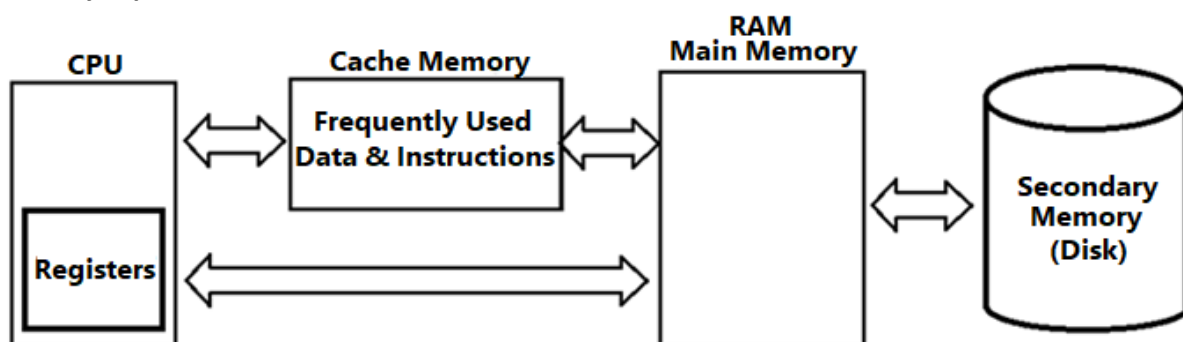 CPU
Registers
Cache Memory
Frequently Used
Data & Instructions
RAM
Main Memory
Secondary
Memory
(Disk)